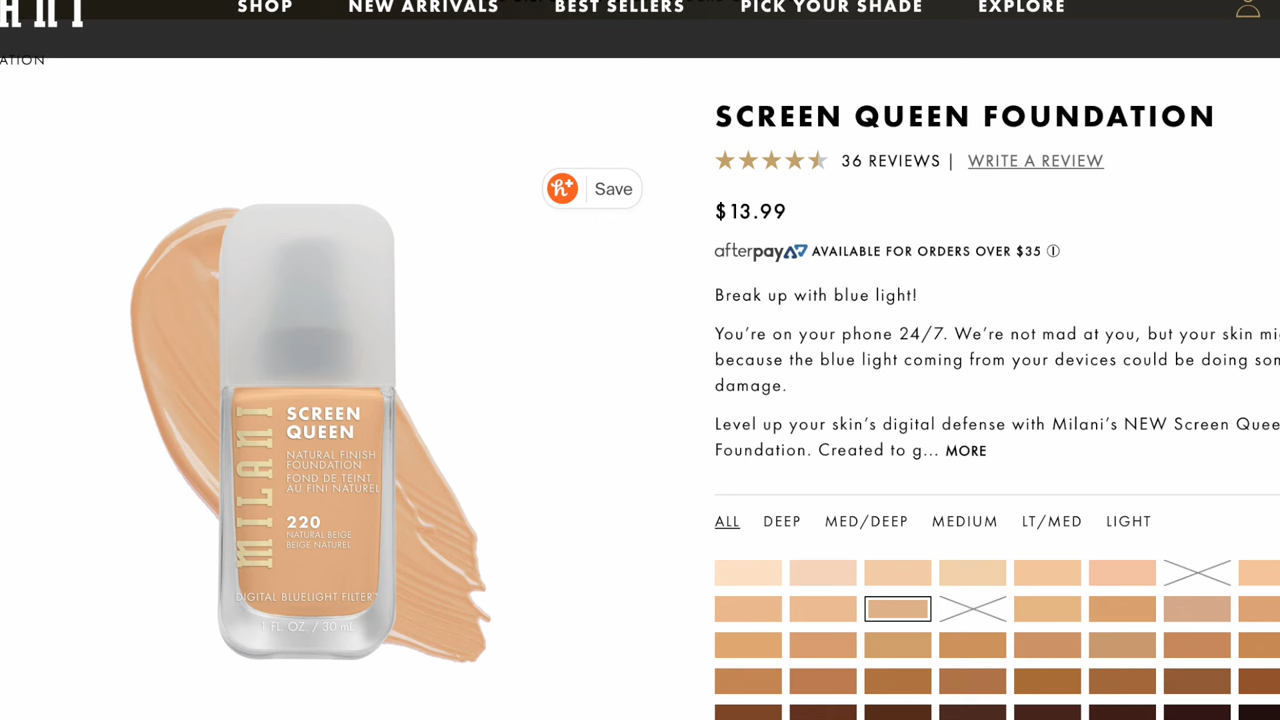 SHOP NEW ARRIVALS BEST SELLERS PICK YOUR SHADE EXPLORE
ATION
SCREEN QUEEN FOUNDATION
36 REVIEWS | WRITE A REVIEW
Save
$13.99
afterpay AVAILABLE FOR ORDERS OVER $35
Break up with blue light!
You’re on your phone 24/7. We’re not mad at you, but your skin
because the blue light coming from your devices could be doing
damage.
Level up your skin’s digital defense with Milani’s NEW Screen
Foundation. Created to g... MORE
ALL DEEP MED/DEEP MEDIUM LT/MED LIGHT
MILANI
SCREEN
QUEEN
NATURAL FINISH
FOUNDATION
FOND DE TEINT
AU FINI NATUREL
220
NATURAL BEIGE
BEIGE NATUREL
DIGITAL BLUELIGHT FILTER
1 FL. OZ. / 30 mL